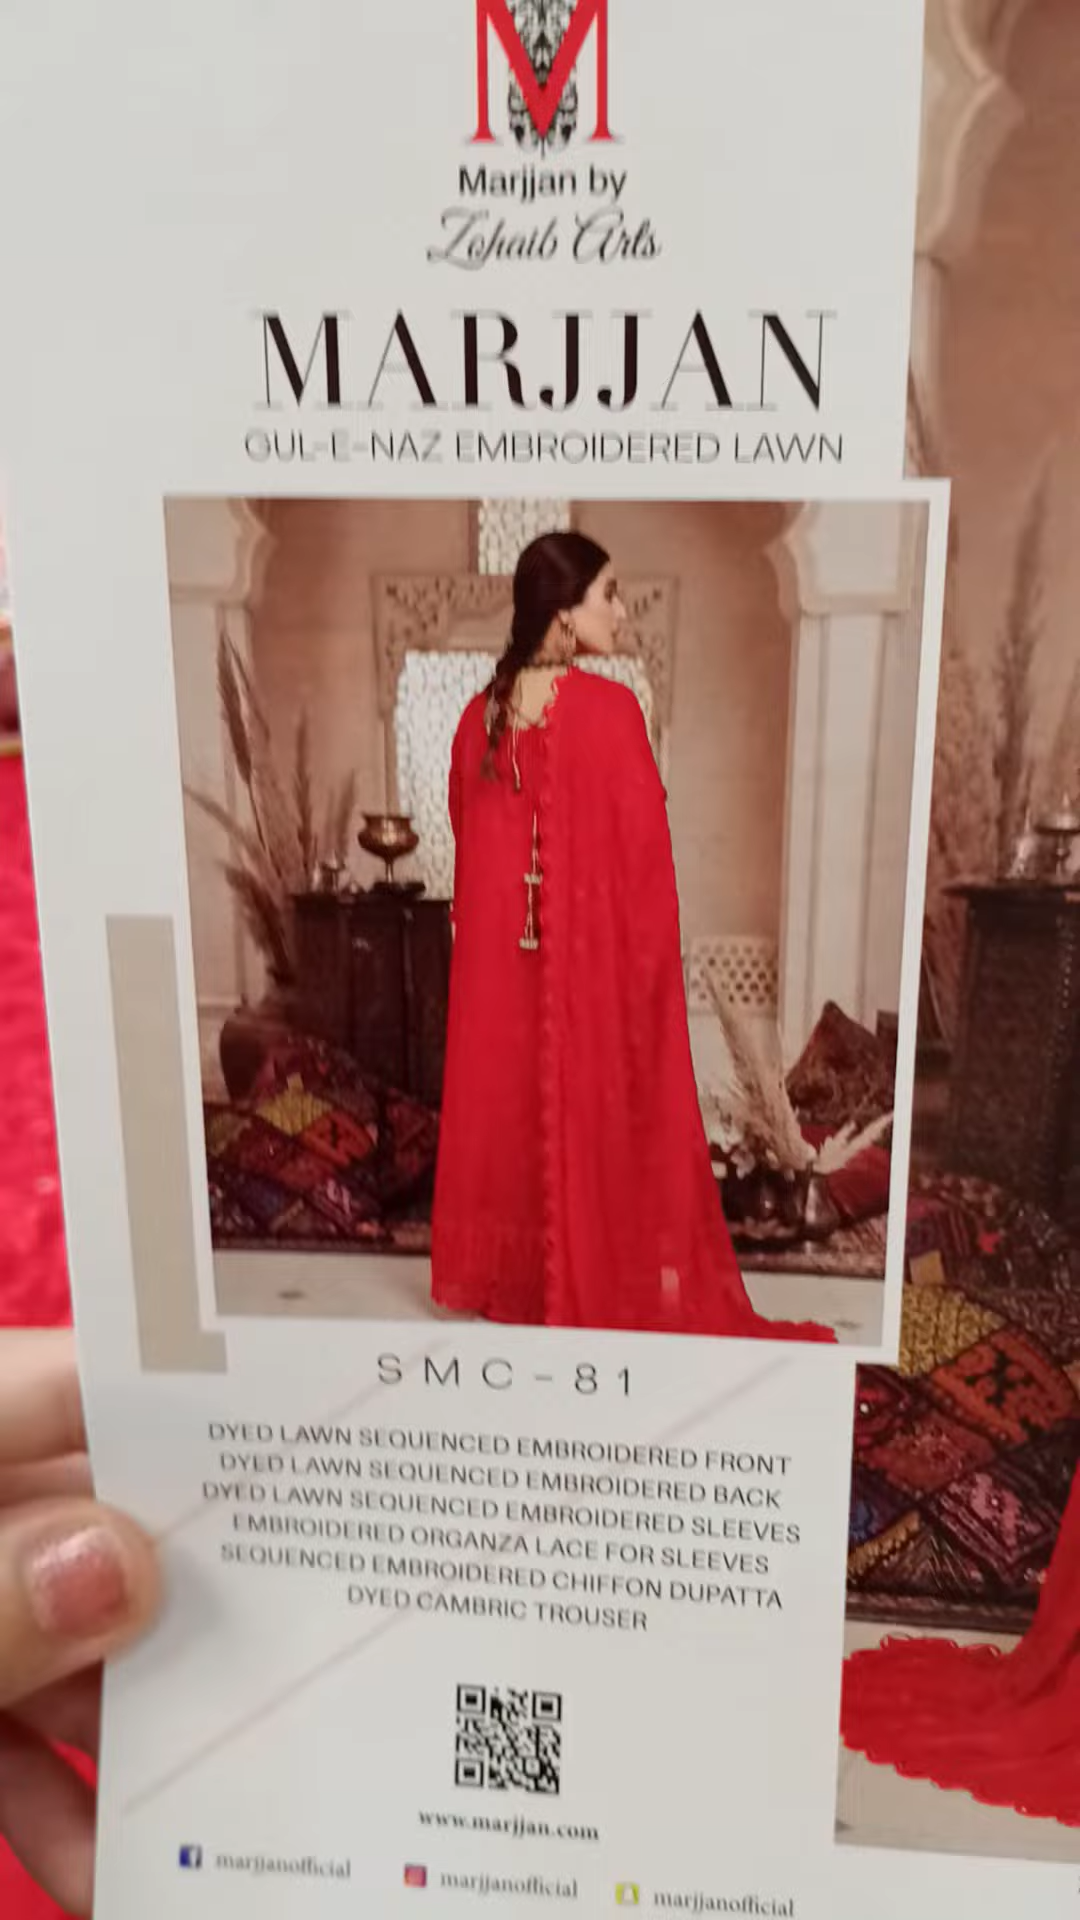 M
Marjjan by
Zohaib Arts
MARJJAN
GUL-E-NAZ EMBROIDERED LAWN
SMC-81
DYED LAWN SEQUENCED EMBROIDERED FRONT
DYED LAWN SEQUENCED EMBROIDERED BACK
DYED LAWN SEQUENCED EMBROIDERED SLEEVES
EMBROIDERED ORGANZA LACE FOR SLEEVES
SEQUENCED EMBROIDERED CHIFFON DUPATTA
DYED CAMBRIC TROUSER
www.marjjan.com
marjjanofficial marjjanofficial marjjanofficial